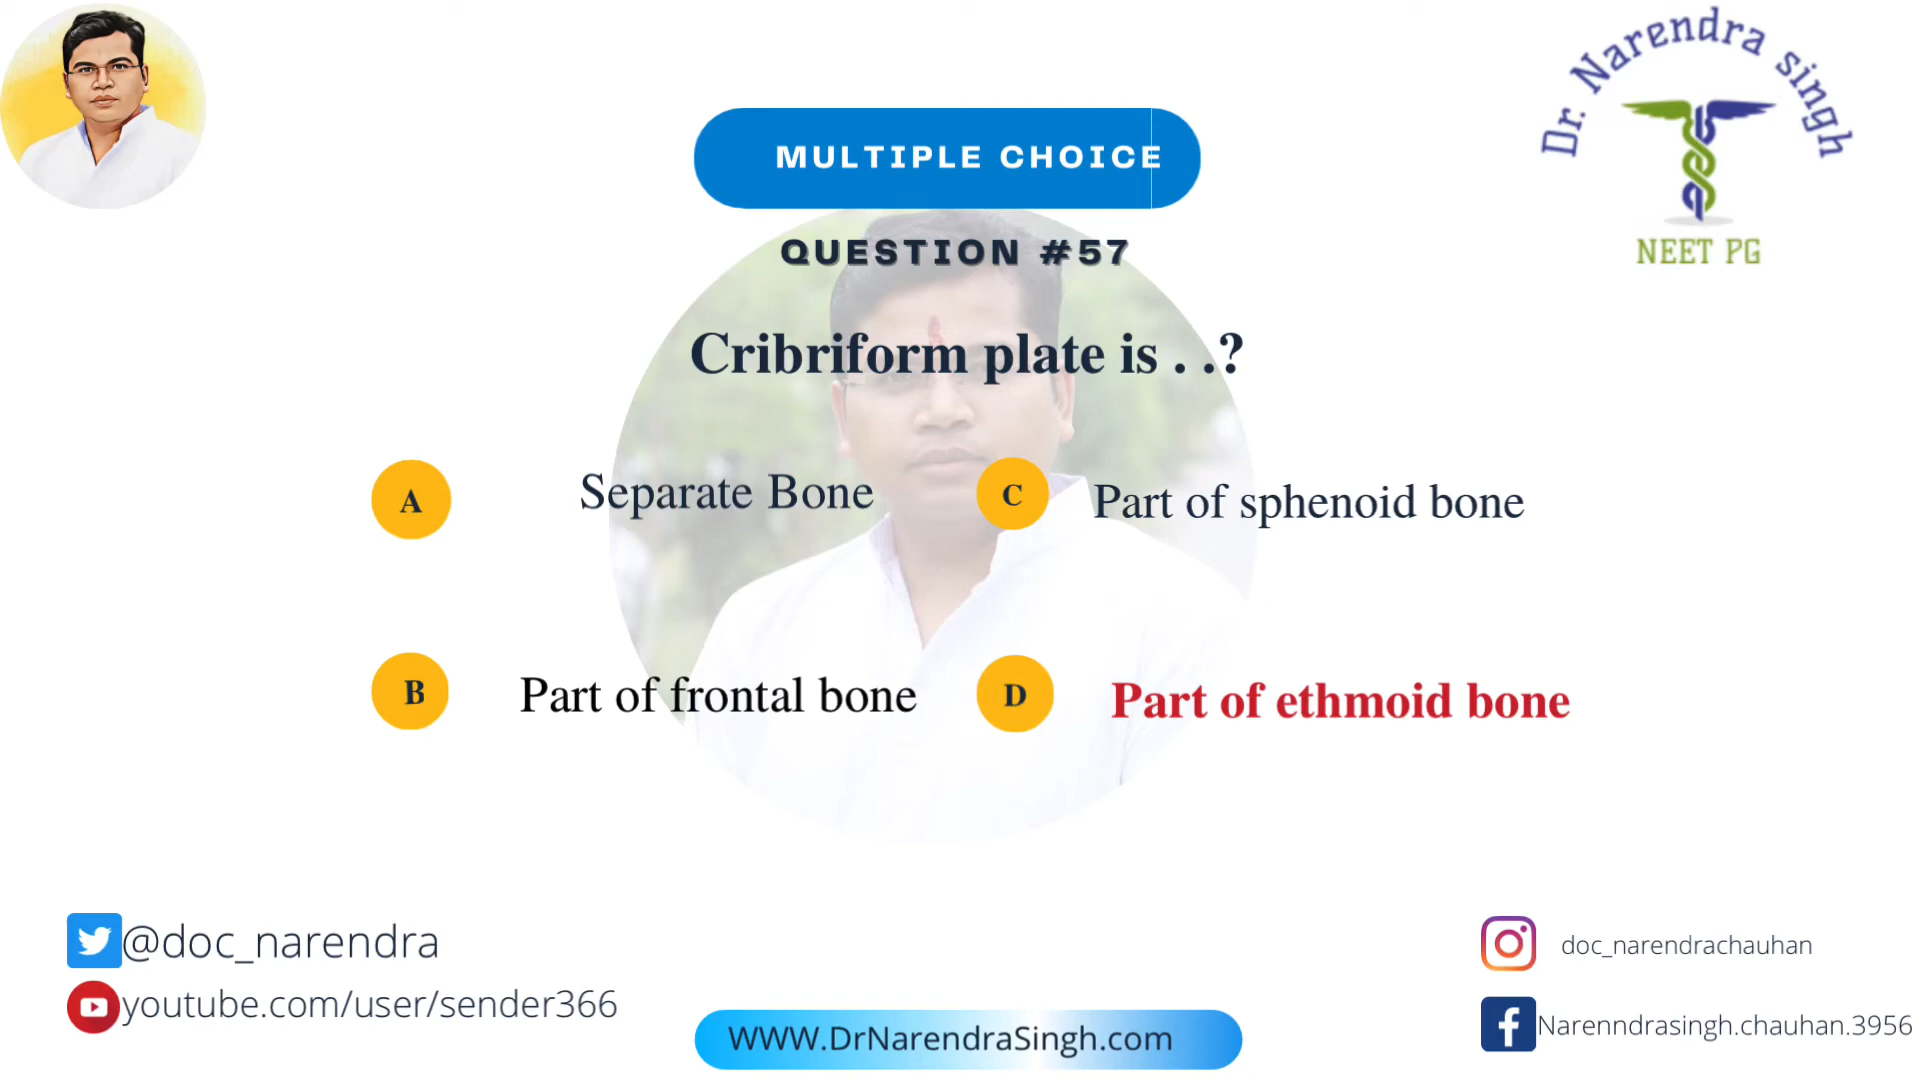 Dr. Narendra singh
NEET PG
MULTIPLE CHOICE
QUESTION #57
Cribriform plate is . .?
A Separate Bone
C Part of sphenoid bone
B Part of frontal bone
D Part of ethmoid bone
@doc_narendra
youtube.com/user/sender366
doc_narendrachauhan
Narenndrasingh.chauhan.3956
WWW.DrNarendraSingh.com